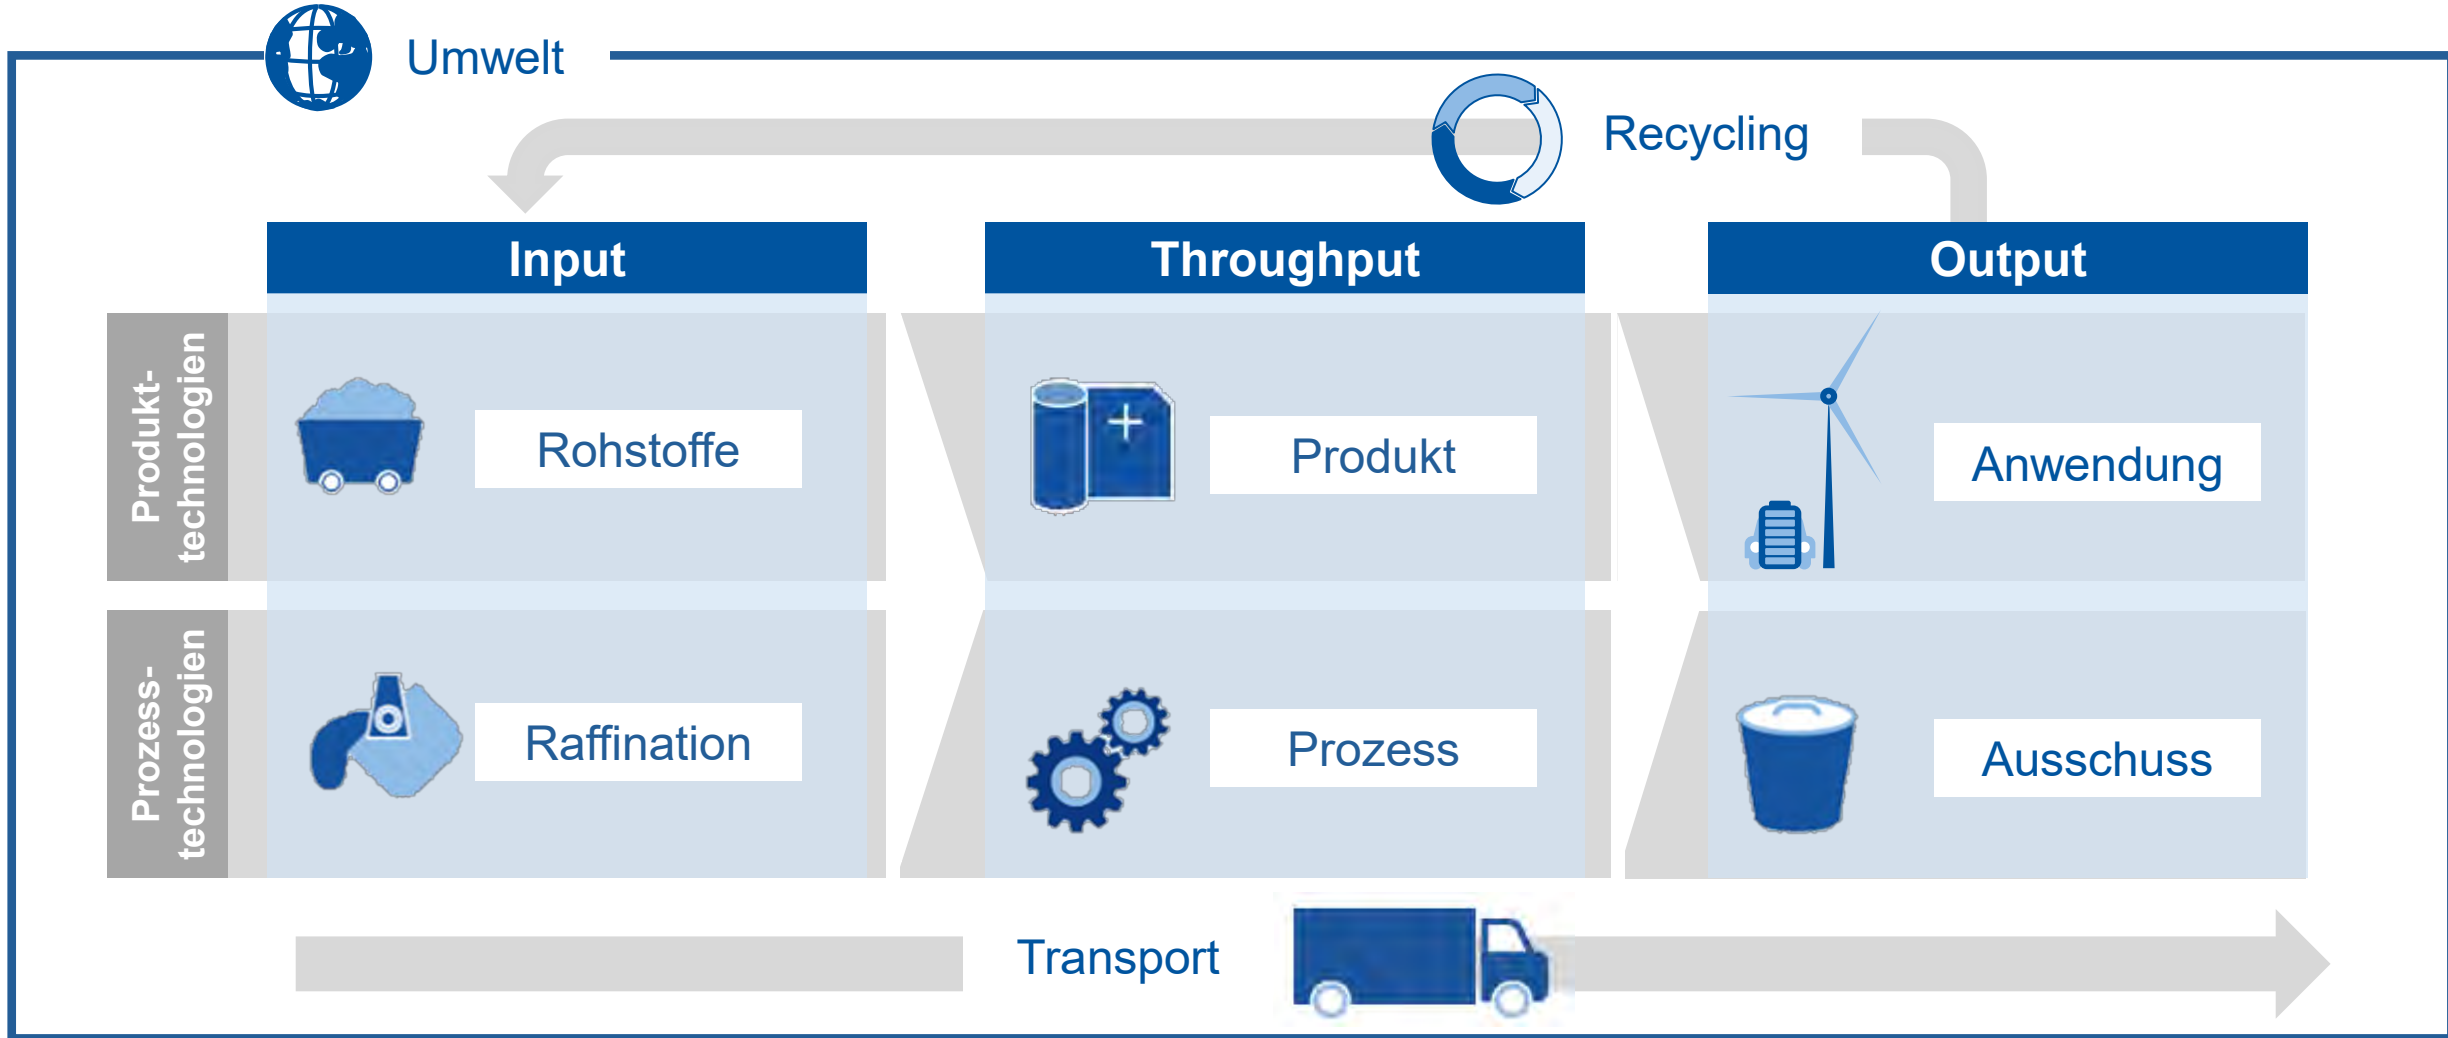 Umwelt
Recycling
Input
Throughput
Output
Produkt-
technologien
Rohstoffe
Produkt
Anwendung
Prozess-
technologien
Raffination
Prozess
Ausschuss
Transport